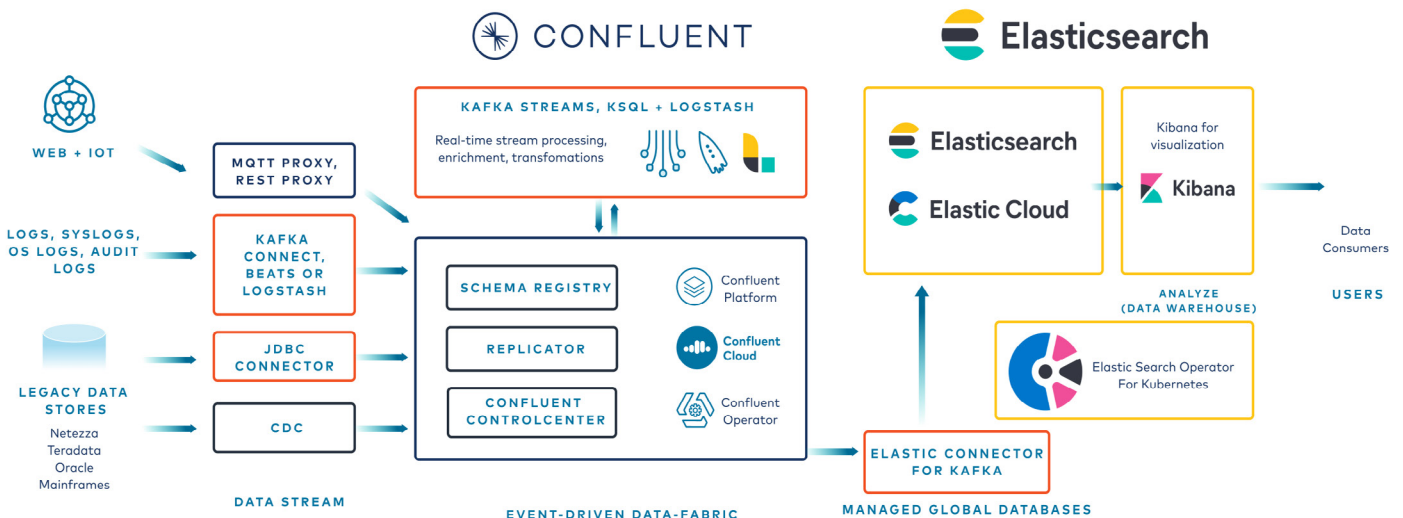 CONFLUENT
Elasticsearch
WEB + IOT
LOGS, SYSLOGS,
OS LOGS, AUDIT
LOGS
LEGACY DATA
STORES
Netezza
Teradata
Oracle
Mainframes
MQTT PROXY,
REST PROXY
KAFKA
CONNECT,
BEATS OR
LOGSTASH
JDBC
CONNECTOR
CDC
DATA STREAM
KAFKA STREAMS, KSQL + LOGSTASH
Real-time stream processing,
enrichment, transfomations
SCHEMA REGISTRY
REPLICATOR
CONFLUENT
CONTROLCENTER
Confluent
Platform
Confluent
Cloud
Confluent
Operator
EVENT-DRIVEN DATA-FABRIC
Elasticsearch
Elastic Cloud
Kibana for
visualization
Kibana
ANALYZE
(DATA WAREHOUSE)
Elastic Search Operator
For Kubernetes
ELASTIC CONNECTOR
FOR KAFKA
MANAGED GLOBAL DATABASES
Data
Consumers
USERS